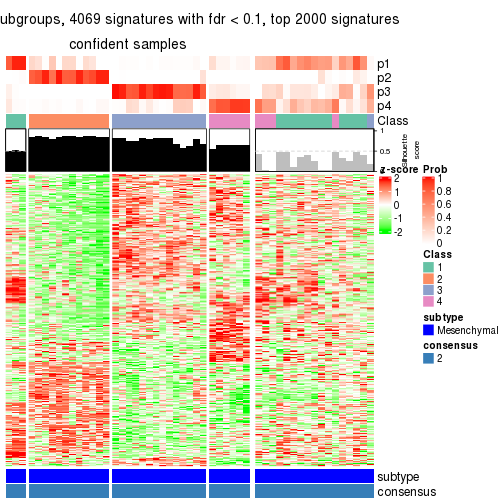 ubgroups, 4069 signatures with fdr < 0.1, top 2000 signatures
confident samples
p1
p2
p3
p4
Class
1
0.5
0
Silhouette
score
z-score
2
1
0
-1
-2
Prob
1
0.8
0.6
0.4
0.2
0
Class
1
2
3
4
subtype
Mesenchymal
consensus
2
subtype
consensus